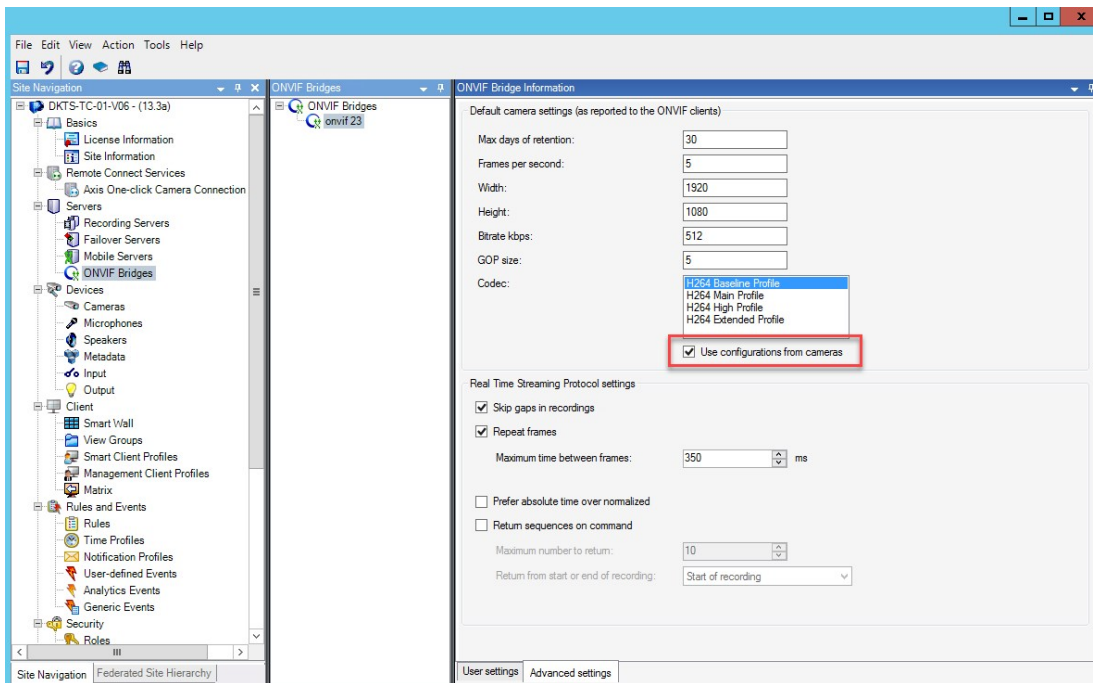 File Edit View Action Tools Help
Site Navigation
DKTS-TC-01-V06 - (13.3a)
Basics
License Information
Site Information
Remote Connect Services
Axis One-click Camera Connection
Servers
Recording Servers
Failover Servers
Mobile Servers
ONVIF Bridges
Devices
Cameras
Microphones
Speakers
Metadata
Input
Output
Client
Smart Wall
View Groups
Smart Client Profiles
Management Client Profiles
Matrix
Rules and Events
Rules
Time Profiles
Notification Profiles
User-defined Events
Analytics Events
Generic Events
Security
Roles
Site Navigation Federated Site Hierarchy
ONVIF Bridges
ONVIF Bridges
onvif 23
ONVIF Bridge Information
Default camera settings (as reported to the ONVIF clients)
Max days of retention: 30
Frames per second: 5
Width: 1920
Height: 1080
Bitrate kbps: 512
GOP size: 5
Codec: H264 Baseline Profile
H264 Main Profile
H264 High Profile
H264 Extended Profile
Use configurations from cameras
Real Time Streaming Protocol settings
Skip gaps in recordings
Repeat frames
Maximum time between frames: 350 ms
Prefer absolute time over normalized
Return sequences on command
Maximum number to return: 10
Return from start or end of recording: Start of recording
User settings Advanced settings